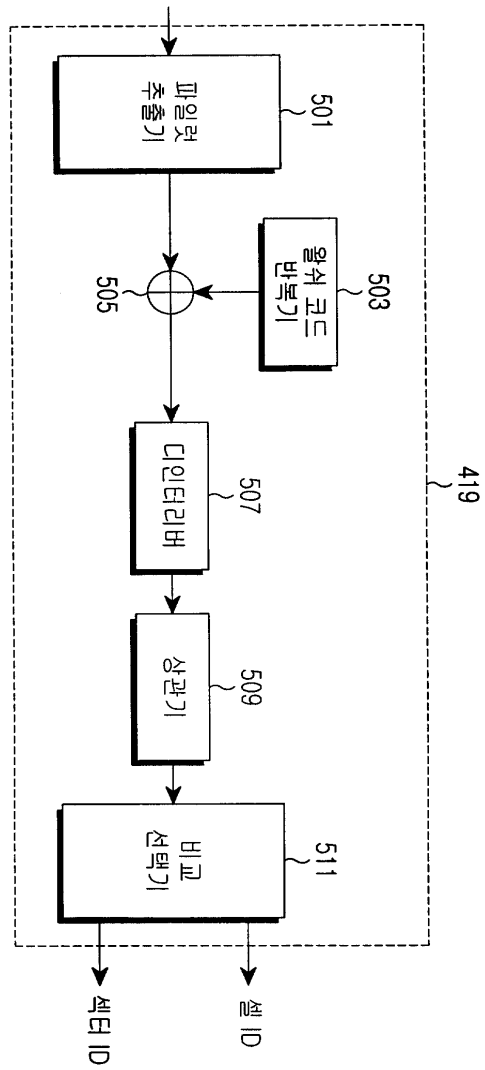 419
501
파일럿
추출기
503
왈쉬 코드
반복기
505
507
디인터리버
509
상관기
511
비교
선택기
셀 ID
섹터 ID